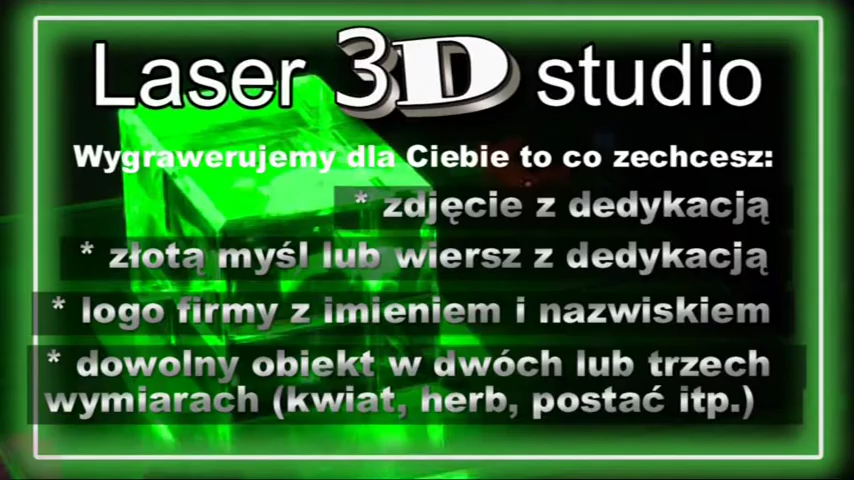 Laser 3D studio
Wygrawerujemy dla Ciebie to co zechcesz:
* zdjęcie z dedykacją
* złotą myśl lub wiersz z dedykacją
* logo firmy z imieniem i nazwiskiem
* dowolny obiekt w dwóch lub trzech
wymiarach (kwiat, herb, postać itp.)